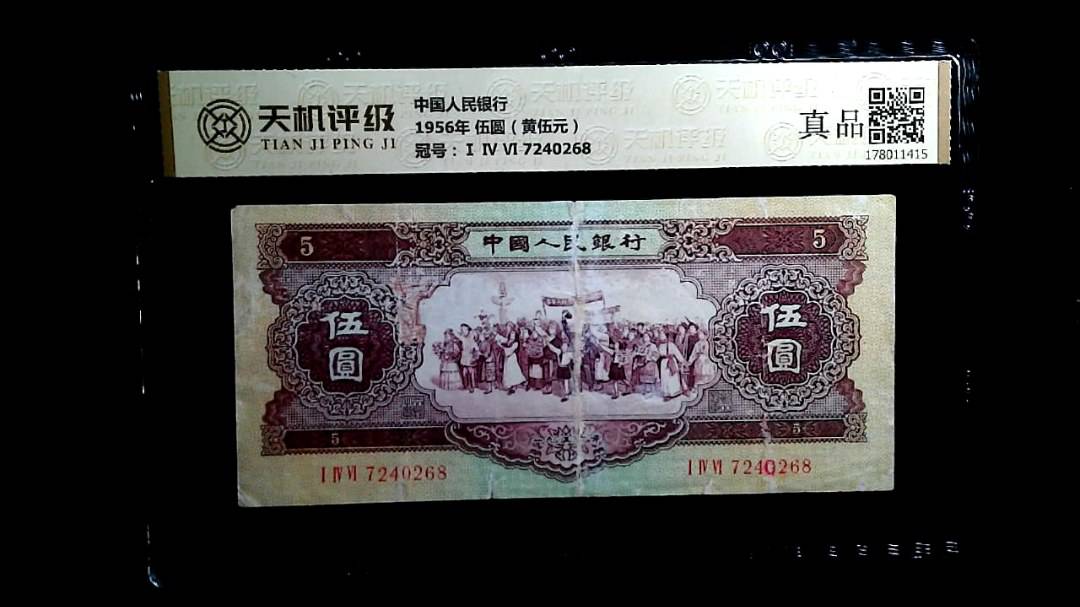 天机评级
TIAN JI PING JI
中国人民银行
1956年 伍圆（黄伍元）
冠号：Ⅰ Ⅳ Ⅵ 7240268
真品
178011415
5
中國人民銀行
5
伍
圓
伍
圓
5
5
Ⅰ Ⅳ Ⅵ 7240268
Ⅰ Ⅳ Ⅵ 7240268